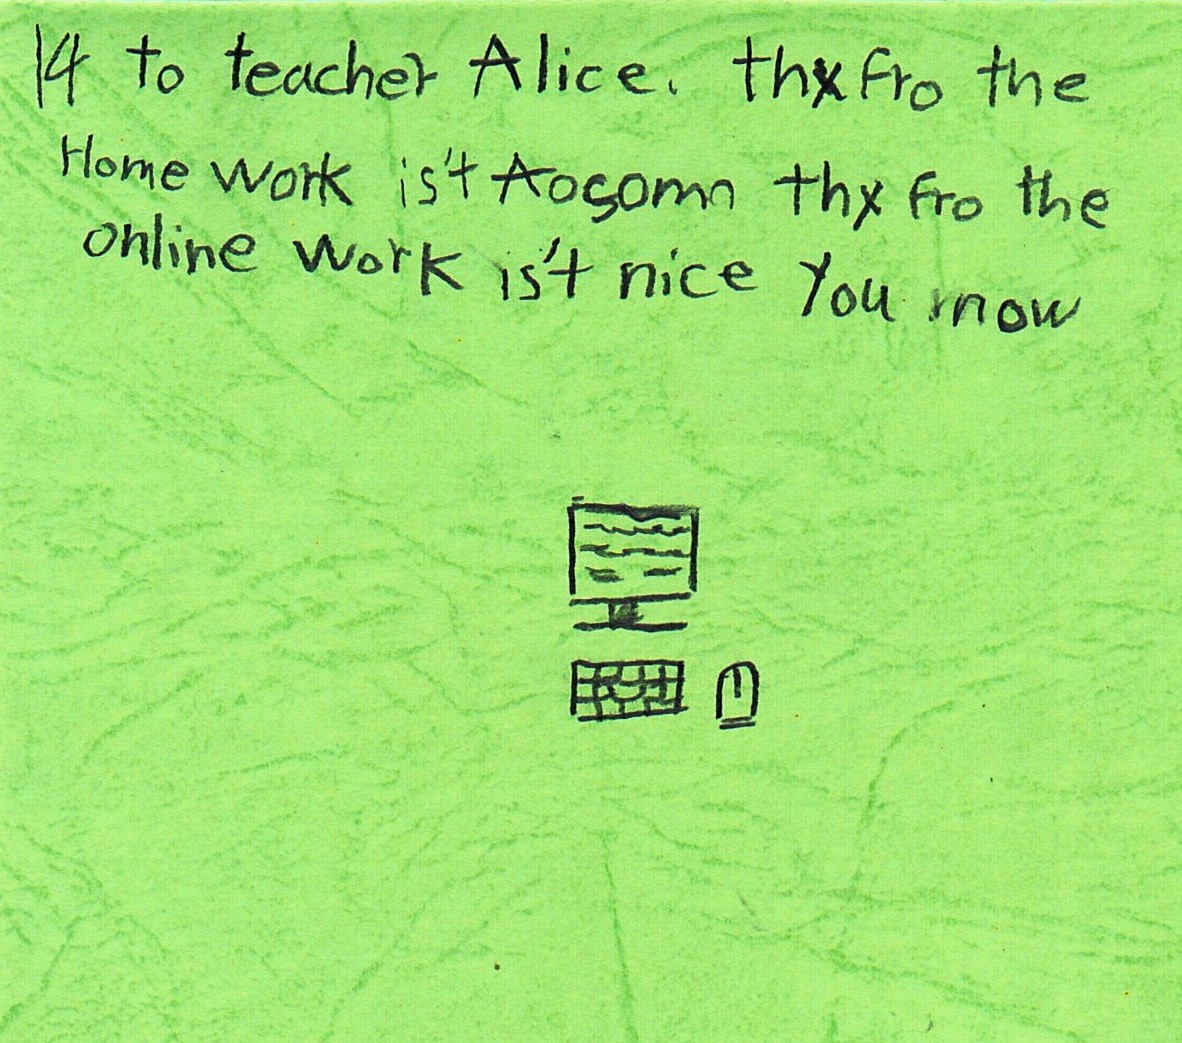 14 to teacher Alice. thx fro the
Home work is't Aosomn thx fro the
online work is't nice you mow